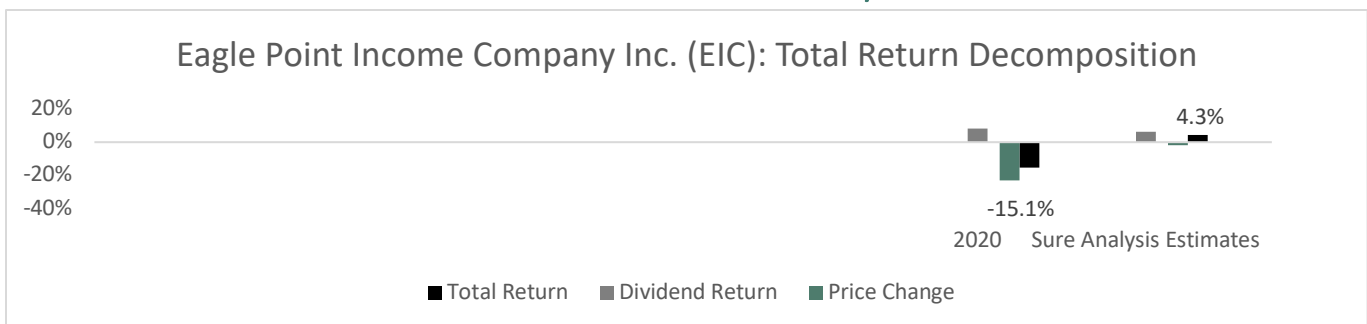 Eagle Point Income Company Inc. (EIC): Total Return Decomposition
20%
0%
-20%
-40%
4.3%
-15.1%
2020 Sure Analysis Estimates
Total Return Dividend Return Price Change